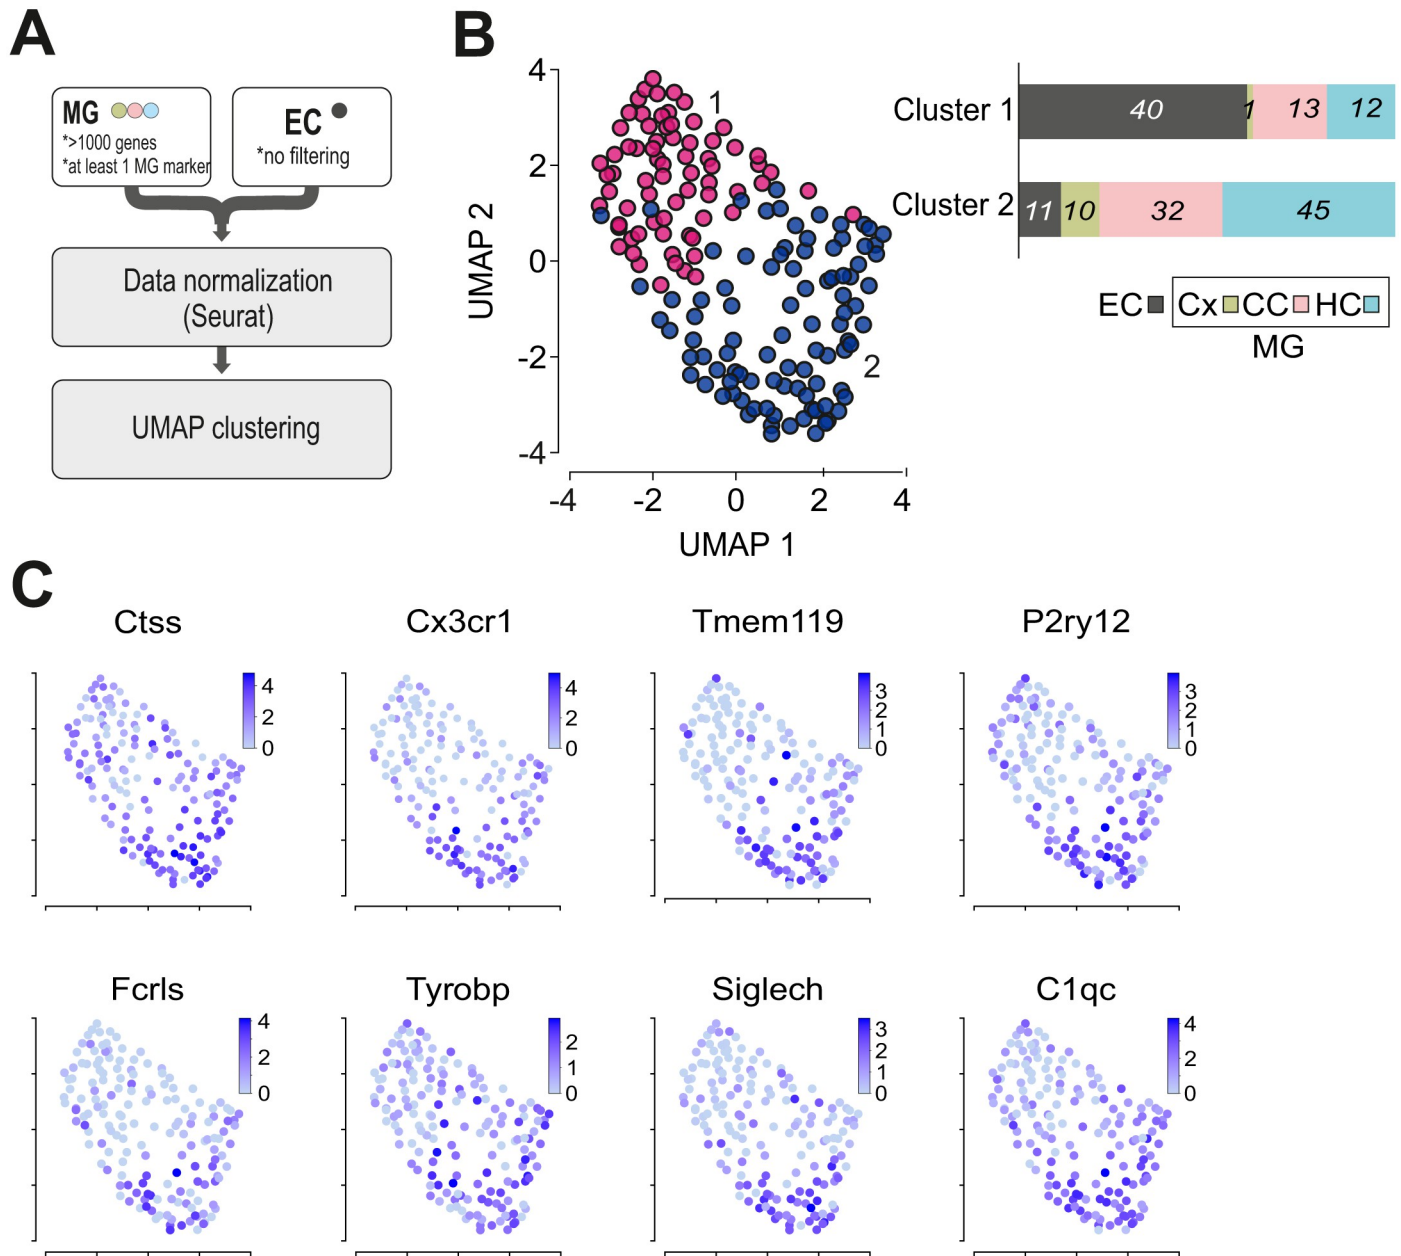 A
MG
*>1000 genes
*at least 1 MG marker
EC
*no filtering
Data normalization
(Seurat)
UMAP clustering
B
4
2
0
-2
-4
UMAP 2
-4 -2 0 2 4
UMAP 1
1
2
Cluster 1
40 1 13 12
Cluster 2
11 10 32 45
EC Cx CC HC
MG
C
Ctss
4
2
0
Cx3cr1
4
2
0
Tmem119
3
2
1
0
P2ry12
3
2
1
0
Fcrls
4
2
0
Tyrobp
2
1
0
Siglech
3
2
1
0
C1qc
4
2
0